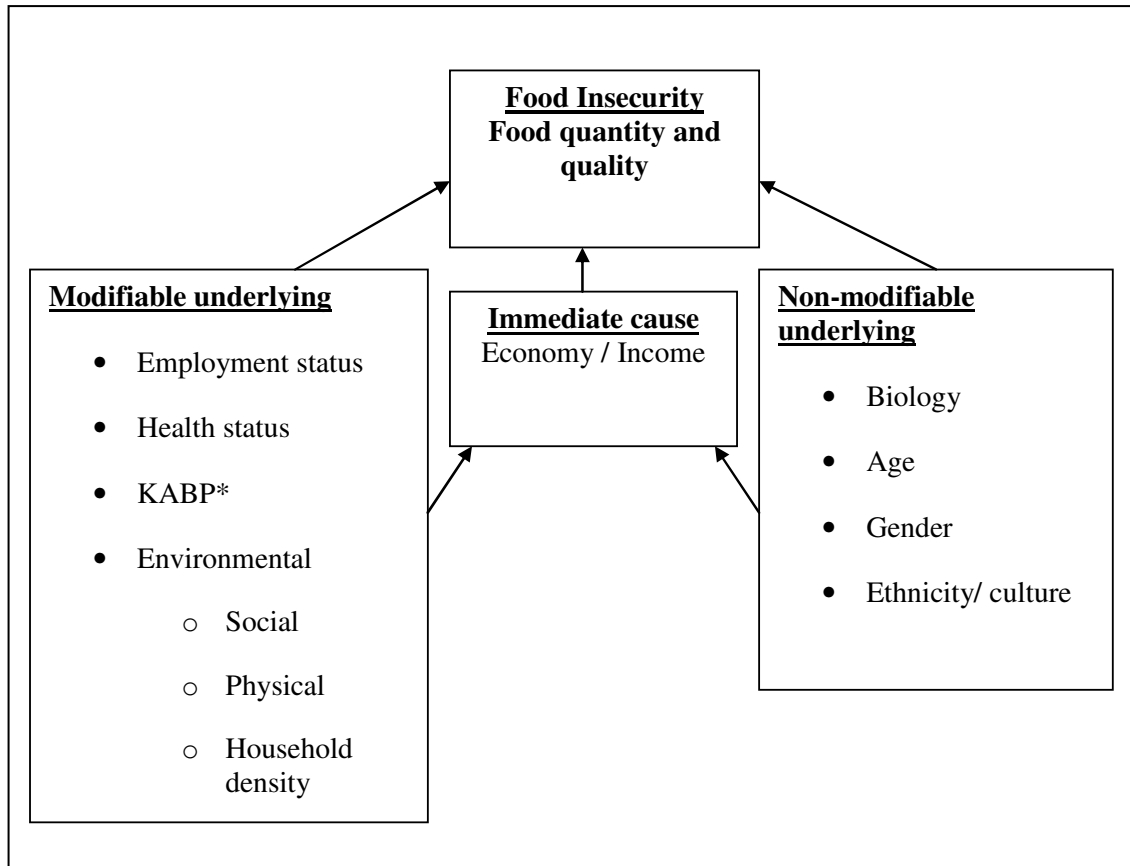 Food Insecurity
Food quantity and
quality
Modifiable underlying
• Employment status
• Health status
• KABP*
• Environmental
o Social
o Physical
o Household
density
Immediate cause
Economy / Income
Non-modifiable
underlying
• Biology
• Age
• Gender
• Ethnicity/ culture